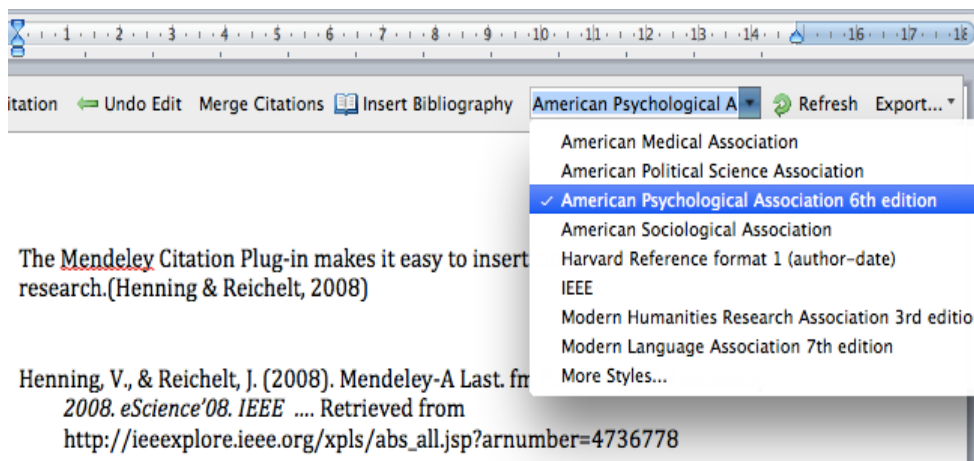 1 2 3 4 5 6 7 8 9 10 11 12 13 14 16 17 18
itation Undo Edit Merge Citations Insert Bibliography American Psychological A Refresh Export...
American Medical Association
American Political Science Association
✓ American Psychological Association 6th edition
American Sociological Association
Harvard Reference format 1 (author-date)
IEEE
Modern Humanities Research Association 3rd editio
Modern Language Association 7th edition
More Styles...
The Mendeley Citation Plug-in makes it easy to insert
research.(Henning & Reichelt, 2008)
Henning, V., & Reichelt, J. (2008). Mendeley-A Last. fm
2008. eScience'08. IEEE .... Retrieved from
http://ieeexplore.ieee.org/xpls/abs_all.jsp?arnumber=4736778